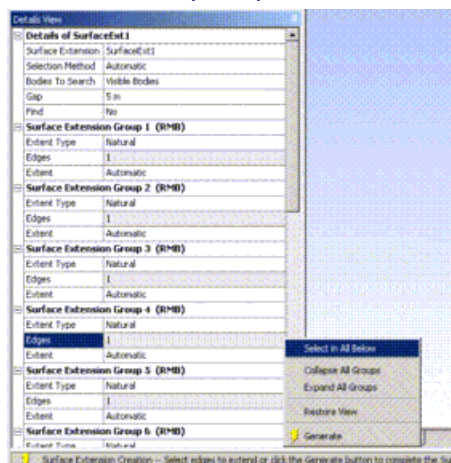 Details View
Details of SurfaceExt1
Surface Extension SurfaceExt1
Selection Method Automatic
Bodies To Search Visible Bodies
Gap 5 m
Find No
Surface Extension Group 1 (RMB)
Extent Type Natural
Edges 1
Extent Automatic
Surface Extension Group 2 (RMB)
Extent Type Natural
Edges 1
Extent Automatic
Surface Extension Group 3 (RMB)
Extent Type Natural
Edges 1
Extent Automatic
Surface Extension Group 4 (RMB)
Extent Type Natural
Edges 1
Extent Automatic
Surface Extension Group 5 (RMB)
Extent Type Natural
Edges 1
Extent Automatic
Surface Extension Group 6 (RMB)
Extent Type Natural
Select in All Below
Collapse All Groups
Expand All Groups
Restore View
Generate
Surface Extension Creation -- Select edges to extend or click the Generate button to complete the Su